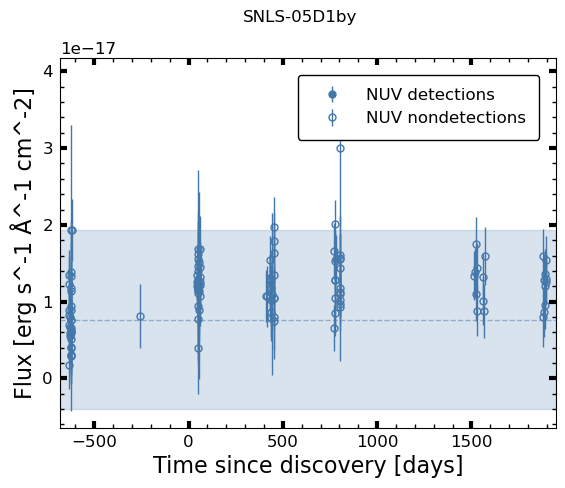 SNLS-05D1by
1e−17
NUV detections
NUV nondetections
4
3
2
1
0
Flux [erg s^-1 Å^-1 cm^-2]
−500 0 500 1000 1500
Time since discovery [days]